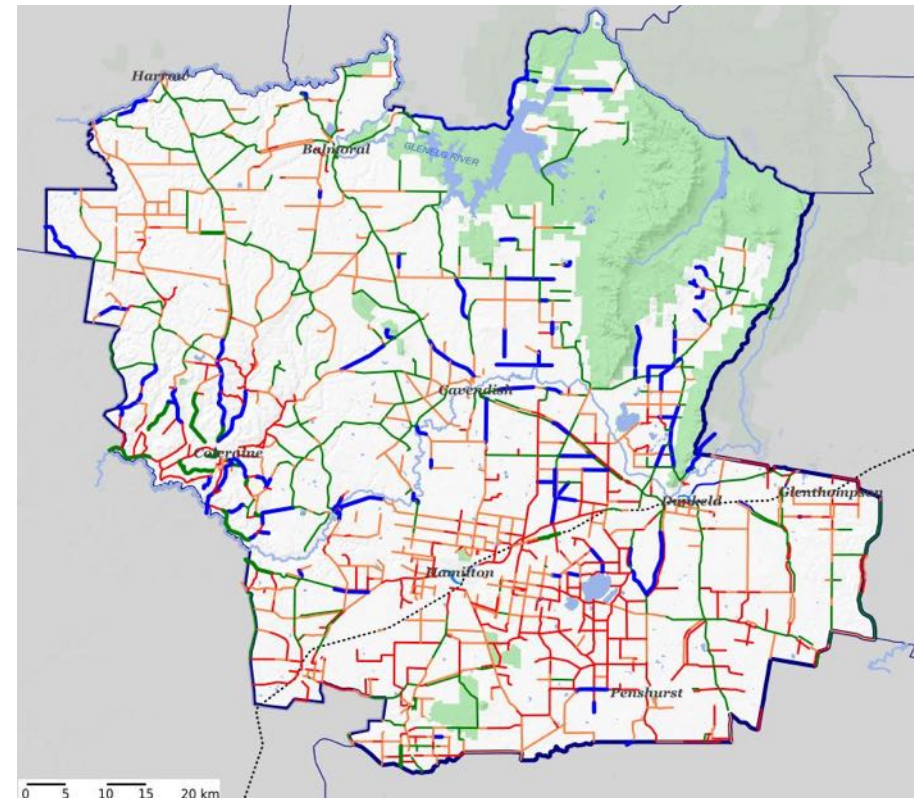 Harrow
Balmoral
GLENELG RIVER
Cavendish
Coleraine
Dunkeld
Glenthompson
Hamilton
Penshurst
0 5 10 15 20 km